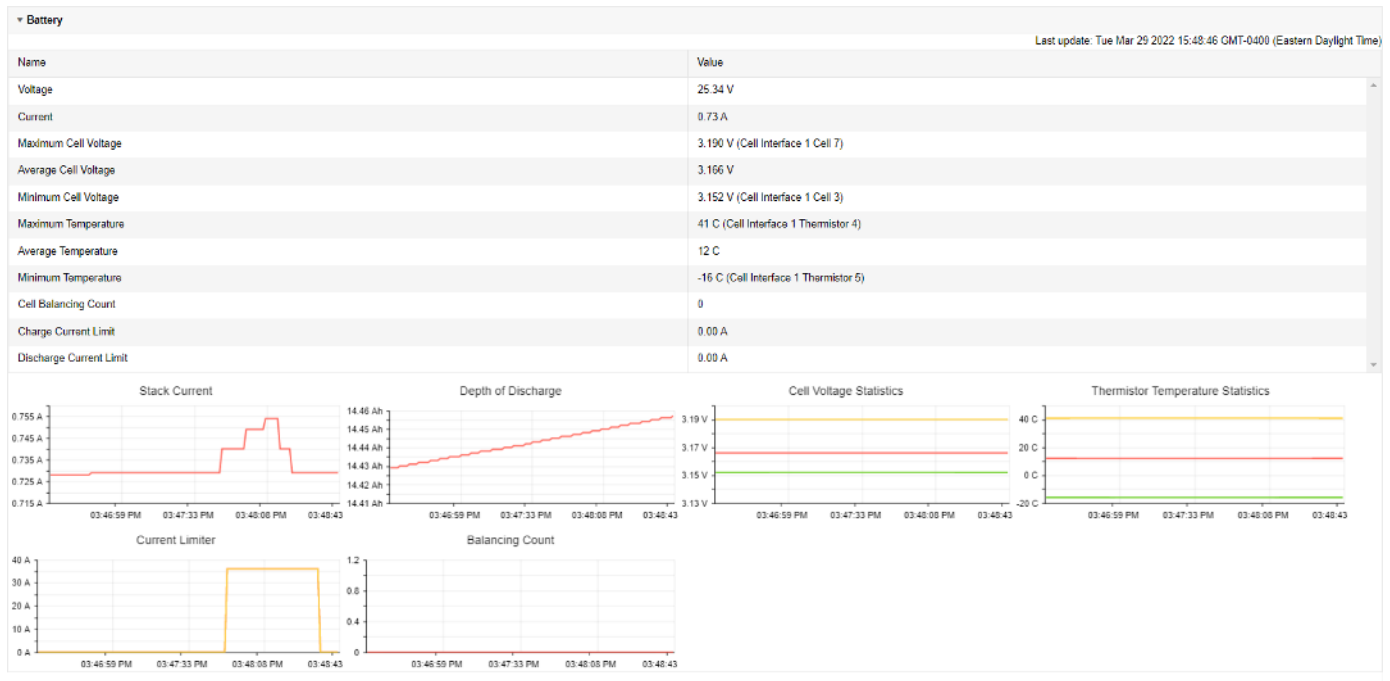 ▾ Battery
Last update: Tue Mar 29 2022 15:48:46 GMT-0400 (Eastern Daylight Time)
Name Value
Voltage 25.34 V
Current 0.73 A
Maximum Cell Voltage 3.190 V (Cell Interface 1 Cell 7)
Average Cell Voltage 3.166 V
Minimum Cell Voltage 3.152 V (Cell Interface 1 Cell 3)
Maximum Temperature 41 C (Cell Interface 1 Thermistor 4)
Average Temperature 12 C
Minimum Temperature -16 C (Cell Interface 1 Thermistor 5)
Cell Balancing Count 0
Charge Current Limit 0.00 A
Discharge Current Limit 0.00 A
Stack Current
0.755 A
0.745 A
0.735 A
0.725 A
0.715 A
03:46:59 PM 03:47:33 PM 03:48:08 PM 03:48:43
Depth of Discharge
14.46 Ah
14.45 Ah
14.44 Ah
14.43 Ah
14.42 Ah
14.41 Ah
03:46:59 PM 03:47:33 PM 03:48:08 PM 03:48:43
Cell Voltage Statistics
3.19 V
3.17 V
3.15 V
3.13 V
03:46:59 PM 03:47:33 PM 03:48:08 PM 03:48:43
Thermistor Temperature Statistics
40 C
20 C
0 C
-20 C
03:46:59 PM 03:47:33 PM 03:48:08 PM 03:48:43
Current Limiter
40 A
30 A
20 A
10 A
0 A
03:46:59 PM 03:47:33 PM 03:48:08 PM 03:48:43
Balancing Count
1.2
0.8
0.4
0
03:46:59 PM 03:47:33 PM 03:48:08 PM 03:48:43